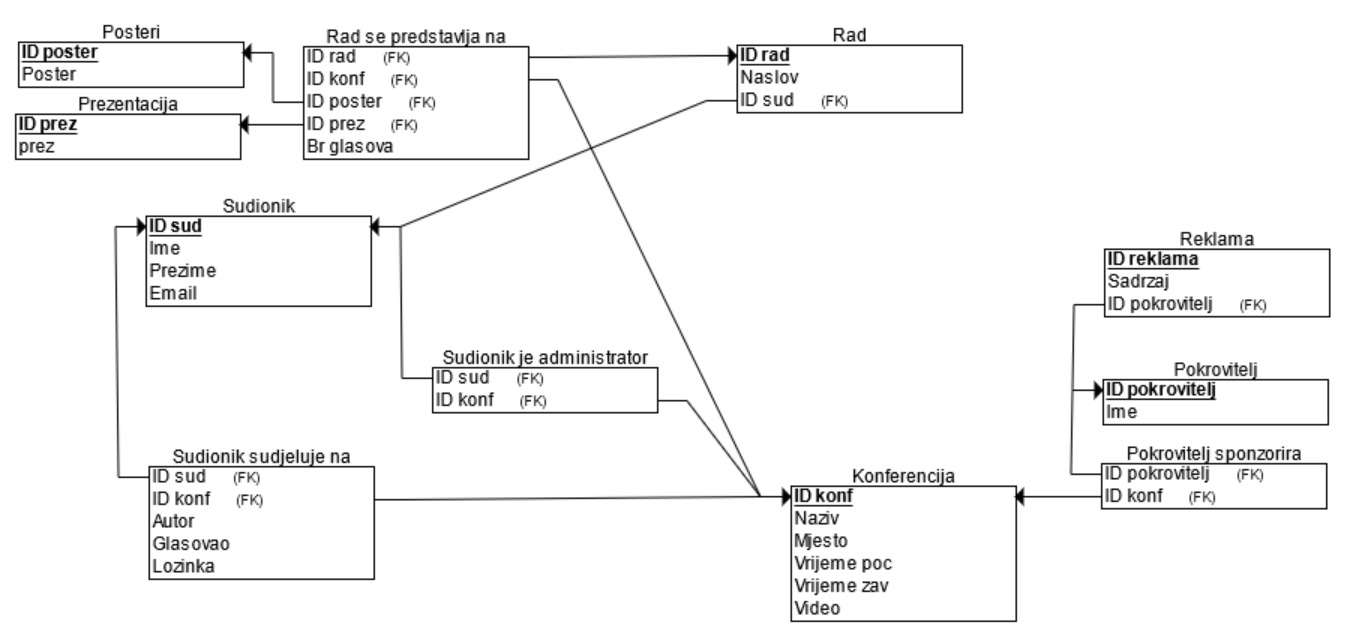 Posteri
ID poster
Poster
Prezentacija
ID prez
prez
Rad se predstavlja na
ID rad (FK)
ID konf (FK)
ID poster (FK)
ID prez (FK)
Br glasova
Rad
ID rad
Naslov
ID sud (FK)
Sudionik
ID sud
Ime
Prezime
Email
Reklama
ID reklama
Sadrzaj
ID pokrovitelj (FK)
Sudionik je administrator
ID sud (FK)
ID konf (FK)
Pokrovitelj
ID pokrovitelj
Ime
Sudionik sudjeluje na
ID sud (FK)
ID konf (FK)
Autor
Glasovao
Lozinka
Konferencija
ID konf
Naziv
Mjesto
Vrijeme poc
Vrijeme zav
Video
Pokrovitelj sponzorira
ID pokrovitelj (FK)
ID konf (FK)